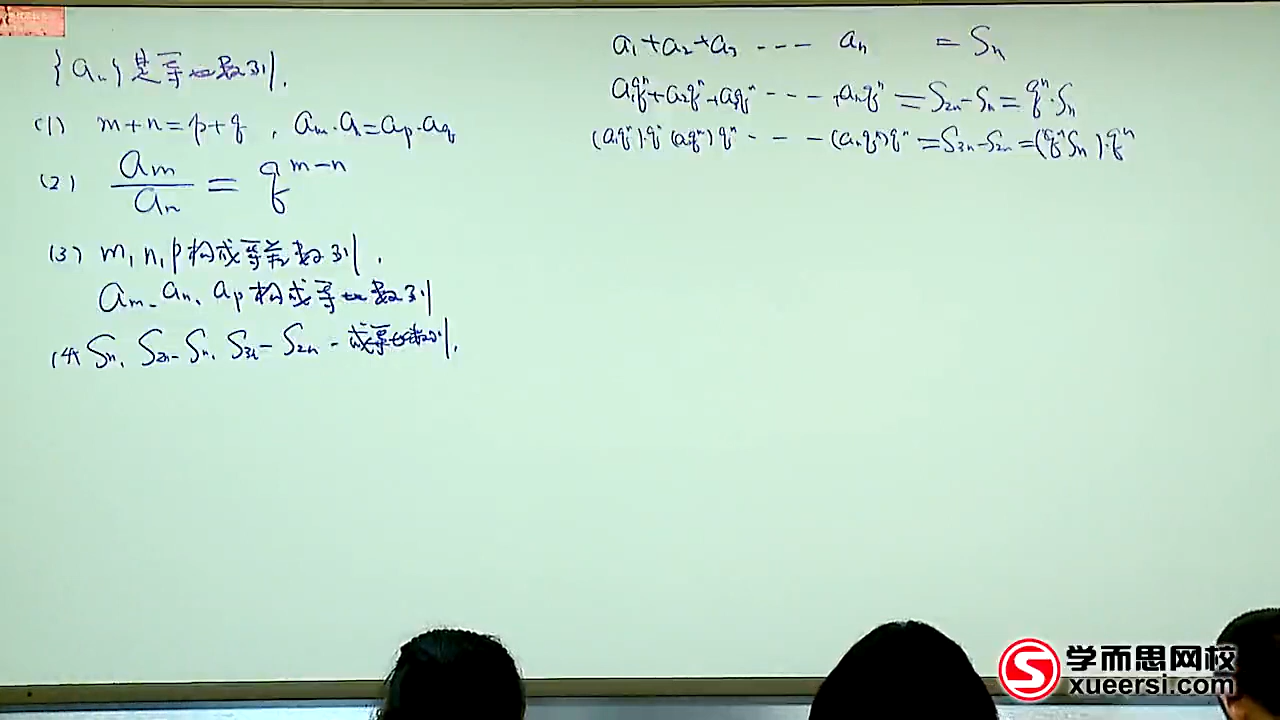 {aₙ}是等比数列.
(1) m+n=p+q , aₘ·aₙ=aₚ·a_q
(2) aₘ/aₙ = q^(m-n)
(3) m,n,p构成等差数列.
aₘ、aₙ、aₚ构成等比数列
(4) Sₙ, S₂ₙ-Sₙ, S₃ₙ-S₂ₙ - 成等比数列.
a₁+a₂+a₃ --- aₙ = Sₙ
a₁qⁿ+a₂qⁿ+a₃qⁿ ---- +aₙqⁿ = S₂ₙ-Sₙ = qⁿ·Sₙ
(a₁qⁿ)·qⁿ (a₂qⁿ)qⁿ - - - (aₙqⁿ)qⁿ = S₃ₙ-S₂ₙ = (qⁿSₙ)·qⁿ
学而思网校
xueersi.com